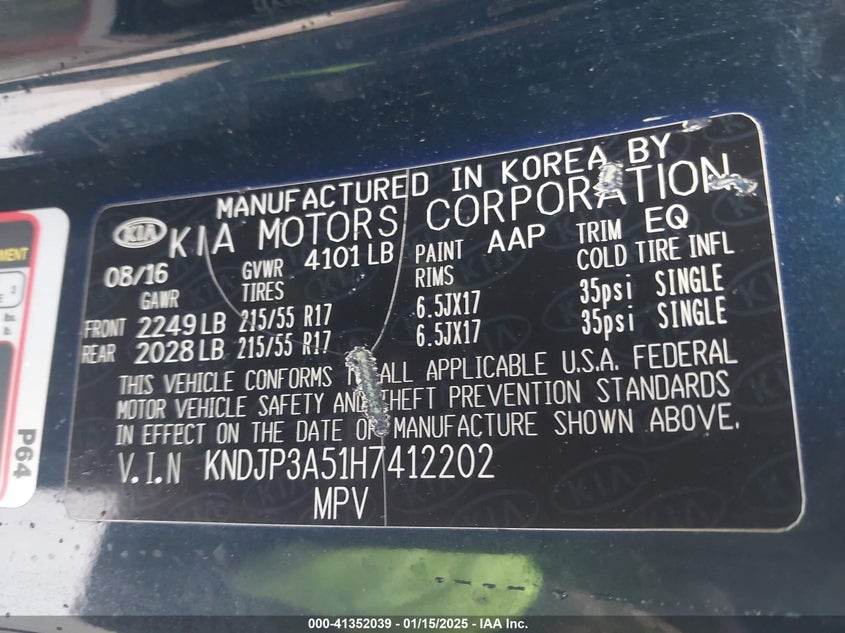 MANUFACTURED IN KOREA BY
KIA KIA MOTORS CORPORATION
08/16 GVWR 4101 LB PAINT AAP TRIM EQ
GAWR TIRES RIMS COLD TIRE INFL
FRONT 2249 LB 215/55 R17 6.5JX17 35psi SINGLE
REAR 2028 LB 215/55 R17 6.5JX17 35psi SINGLE
THIS VEHICLE CONFORMS ALL APPLICABLE U.S.A. FEDERAL
MOTOR VEHICLE SAFETY AND THEFT PREVENTION STANDARDS
IN EFFECT ON THE DATE OF MANUFACTURE SHOWN ABOVE.
V.I.N KNDJP3A51H7412202
MPV
P64
3
000-41352039 - 01/15/2025 - IAA Inc.